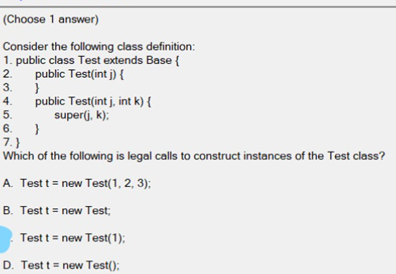 (Choose 1 answer)
Consider the following class definition:
1. public class Test extends Base {
2. public Test(int j) {
3. }
4. public Test(int j, int k) {
5. super(j, k);
6. }
7. }
Which of the following is legal calls to construct instances of the Test class?
A. Test t = new Test(1, 2, 3);
B. Test t = new Test;
. Test t = new Test(1);
D. Test t = new Test();